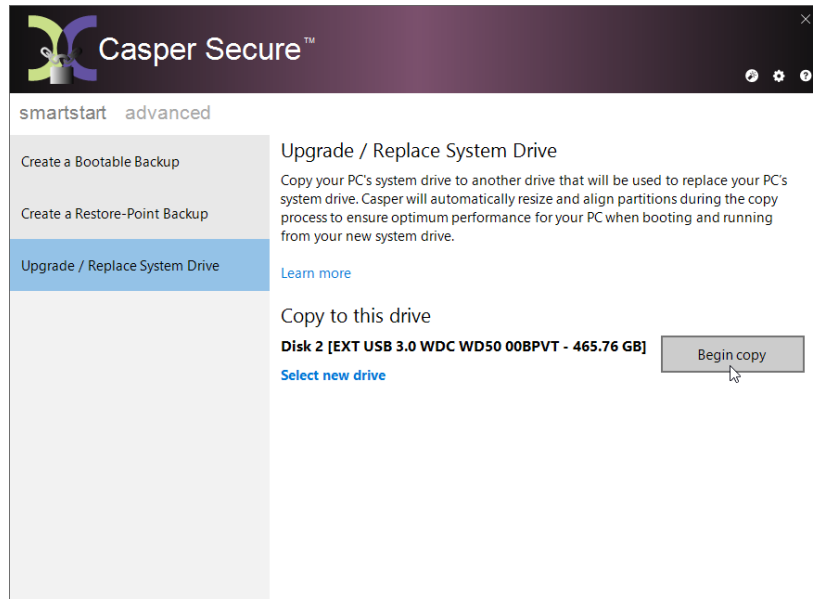 Casper Secure™
smartstart advanced
Create a Bootable Backup
Create a Restore-Point Backup
Upgrade / Replace System Drive
Upgrade / Replace System Drive
Copy your PC's system drive to another drive that will be used to replace your PC's
system drive. Casper will automatically resize and align partitions during the copy
process to ensure optimum performance for your PC when booting and running
from your new system drive.
Learn more
Copy to this drive
Disk 2 [EXT USB 3.0 WDC WD50 00BPVT - 465.76 GB]
Begin copy
Select new drive